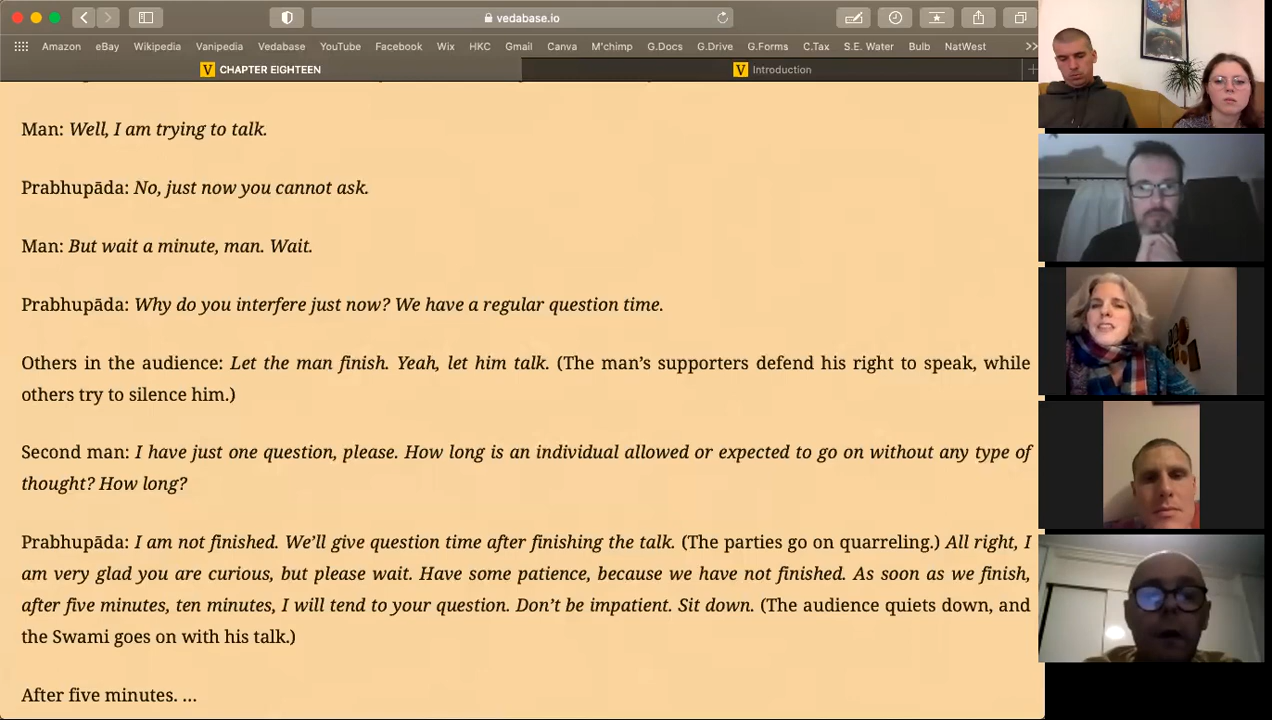 vedabase.io
Amazon eBay Wikipedia Vanipedia Vedabase YouTube Facebook Wix HKC Gmail Canva M'chimp G.Docs G.Drive G.Forms C.Tax S.E. Water Bulb NatWest >>
V CHAPTER EIGHTEEN V Introduction +
Man: Well, I am trying to talk.
Prabhupāda: No, just now you cannot ask.
Man: But wait a minute, man. Wait.
Prabhupāda: Why do you interfere just now? We have a regular question time.
Others in the audience: Let the man finish. Yeah, let him talk. (The man’s supporters defend his right to speak, while
others try to silence him.)
Second man: I have just one question, please. How long is an individual allowed or expected to go on without any type of
thought? How long?
Prabhupāda: I am not finished. We’ll give question time after finishing the talk. (The parties go on quarreling.) All right, I
am very glad you are curious, but please wait. Have some patience, because we have not finished. As soon as we finish,
after five minutes, ten minutes, I will tend to your question. Don’t be impatient. Sit down. (The audience quiets down, and
the Swami goes on with his talk.)
After five minutes. ...